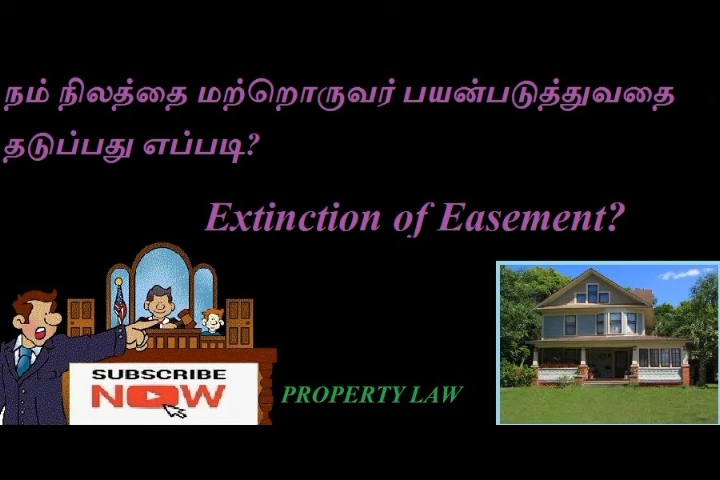 நம் நிலத்தை மற்றொருவர் பயன்படுத்துவதை
தடுப்பது எப்படி?
Extinction of Easement?
SUBSCRIBE
NOW
PROPERTY LAW